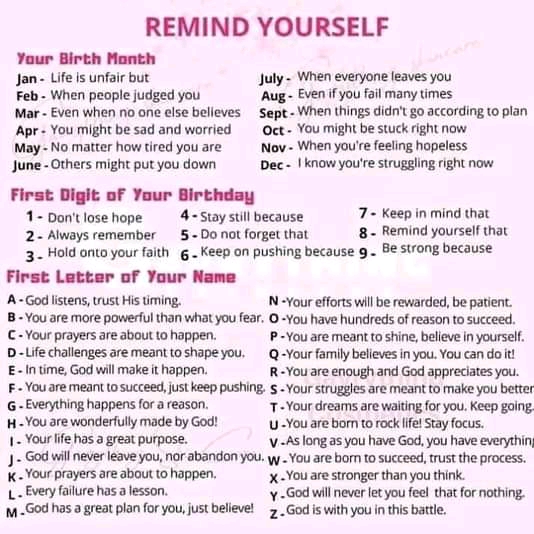 REMIND YOURSELF
Your Birth Month
Jan - Life is unfair but
Feb - When people judged you
Mar - Even when no one else believes
Apr - You might be sad and worried
May - No matter how tired you are
June - Others might put you down
July - When everyone leaves you
Aug - Even if you fail many times
Sept - When things didn't go according to plan
Oct - You might be stuck right now
Nov - When you're feeling hopeless
Dec - I know you're struggling right now
First Digit of Your Birthday
1 - Don't lose hope
2 - Always remember
3 - Hold onto your faith
4 - Stay still because
5 - Do not forget that
6 - Keep on pushing because
7 - Keep in mind that
8 - Remind yourself that
9 - Be strong because
First Letter of Your Name
A - God listens, trust His timing.
B - You are more powerful than what you fear.
C - Your prayers are about to happen.
D - Life challenges are meant to shape you.
E - In time, God will make it happen.
F - You are meant to succeed, just keep pushing.
G - Everything happens for a reason.
H - You are wonderfully made by God!
I - Your life has a great purpose.
J - God will never leave you, nor abandon you.
K - Your prayers are about to happen.
L - Every failure has a lesson.
M - God has a great plan for you, just believe!
N - Your efforts will be rewarded, be patient.
O - You have hundreds of reason to succeed.
P - You are meant to shine, believe in yourself.
Q - Your family believes in you. You can do it!
R - You are enough and God appreciates you.
S - Your struggles are meant to make you better
T - Your dreams are waiting for you. Keep going.
U - You are born to rock life! Stay focus.
V - As long as you have God, you have everything
W - You are born to succeed, trust the process.
X - You are stronger than you think.
Y - God will never let you feel that for nothing.
Z - God is with you in this battle.